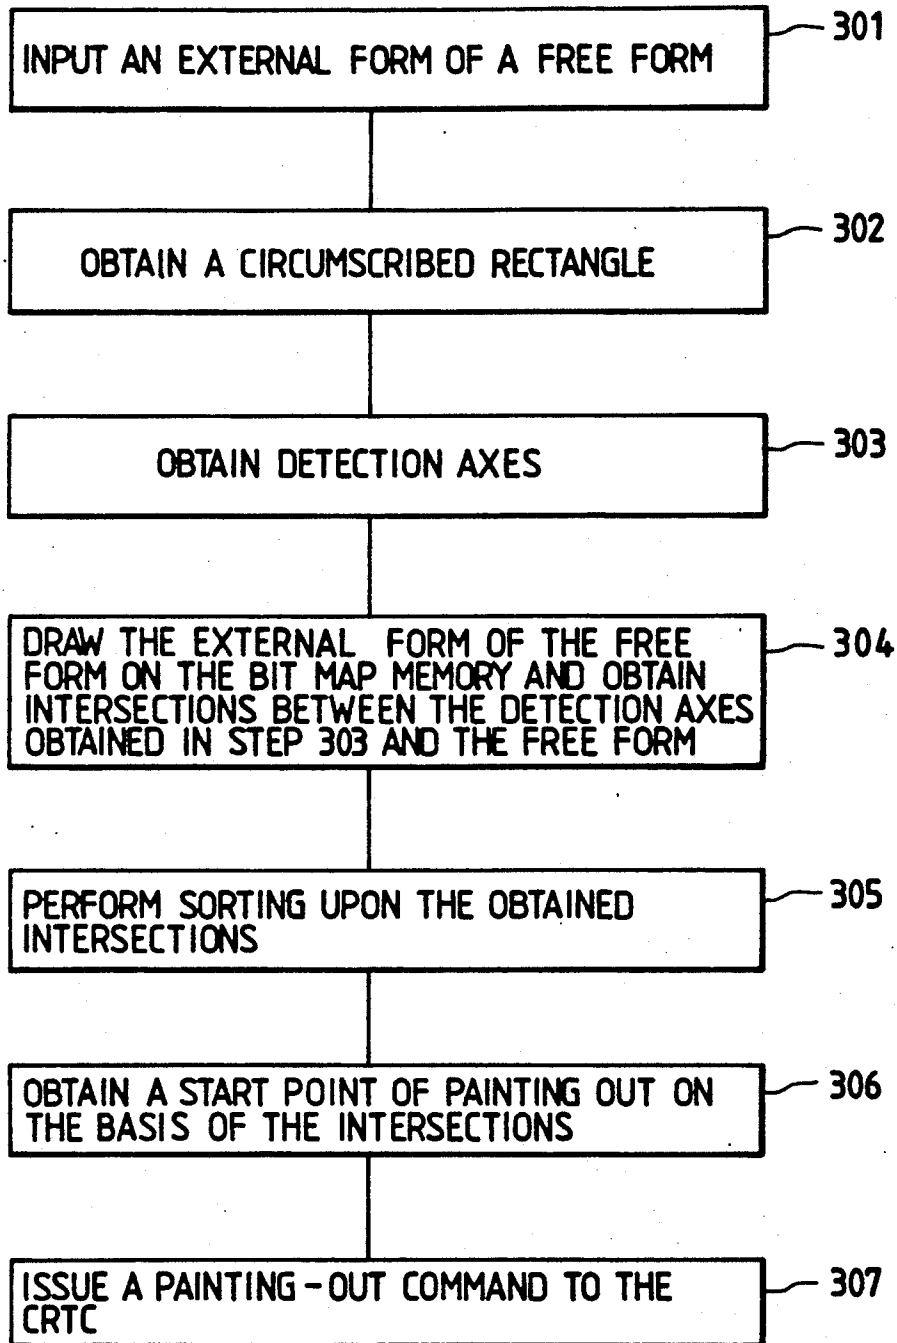 INPUT AN EXTERNAL FORM OF A FREE FORM
301
OBTAIN A CIRCUMSCRIBED RECTANGLE
302
OBTAIN DETECTION AXES
303
DRAW THE EXTERNAL FORM OF THE FREE
FORM ON THE BIT MAP MEMORY AND OBTAIN
INTERSECTIONS BETWEEN THE DETECTION AXES
OBTAINED IN STEP 303 AND THE FREE FORM
304
PERFORM SORTING UPON THE OBTAINED
INTERSECTIONS
305
OBTAIN A START POINT OF PAINTING OUT ON
THE BASIS OF THE INTERSECTIONS
306
ISSUE A PAINTING-OUT COMMAND TO THE
CRTC
307